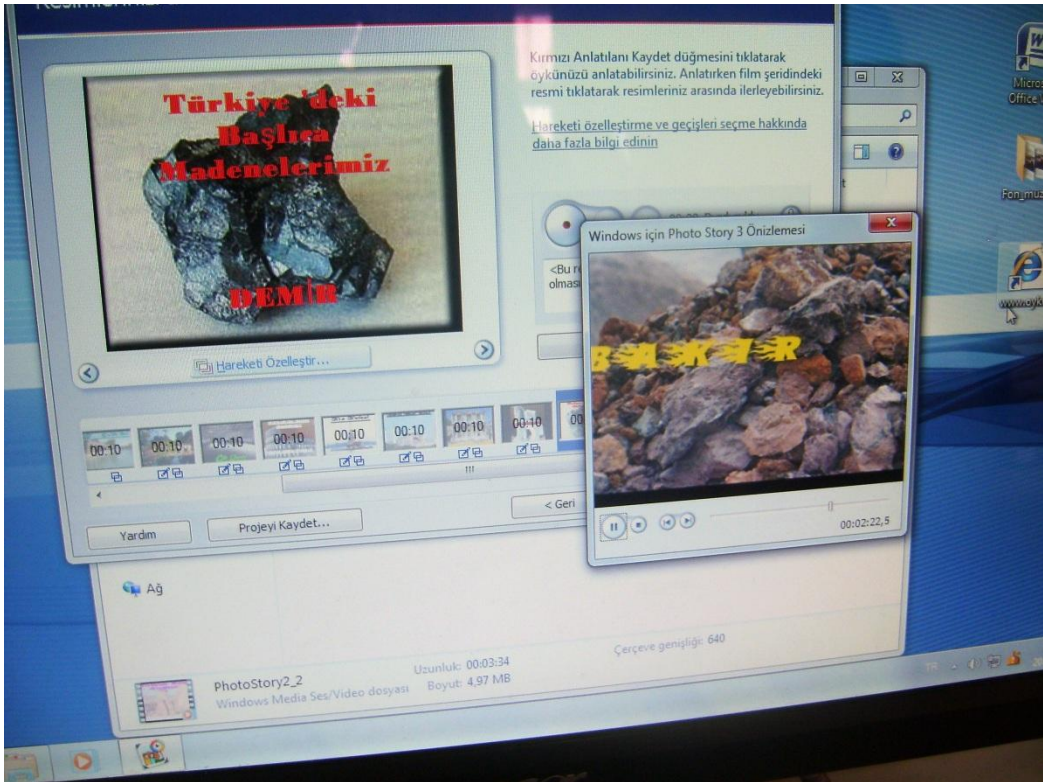 Kırmızı Anlatılanı Kaydet düğmesini tıklatarak
öykünüzü anlatabilirsiniz. Anlatırken film şeridindeki
resmi tıklatarak resimleriniz arasında ilerleyebilirsiniz.
Hareketi özelleştirme ve geçişleri seçme hakkında
daha fazla bilgi edinin
Türkiye 'deki
Başlıca
Madenelerimiz
DEMİR
Hareketi Özelleştir...
Windows için Photo Story 3 Önizlemesi
BAKIR
00:02:22,5
<Bu
00:10
00:10
00:10
00:10
00:10
00:10
00:10
00:10
00
< Geri
Yardım
Projeyi Kaydet...
Ağ
PhotoStory2_2
Windows Media Ses/Video dosyası
Uzunluk: 00:03:34
Boyut: 4,97 MB
Çerçeve genişliği: 640
Office
TR